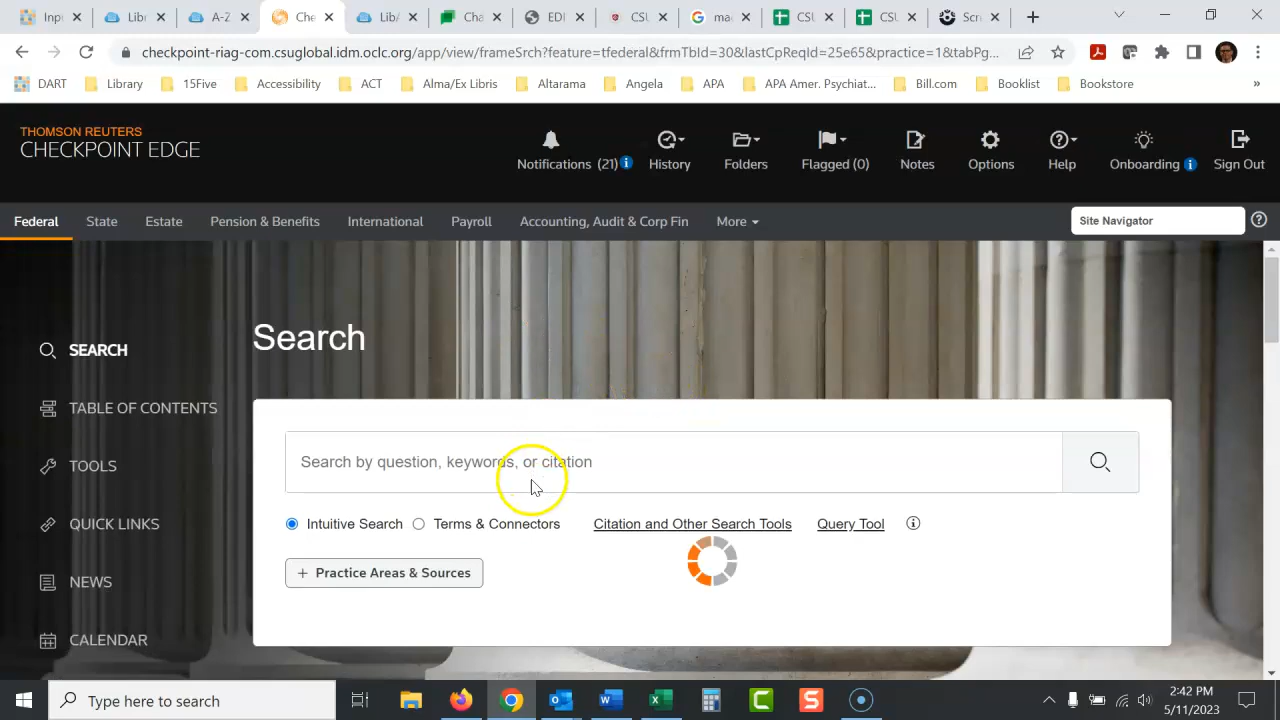 Inpu
Libr
A-Z
Che
LibA
Cha
EDI
CSU
mac
CSU
CSU
Scr
checkpoint-riag-com.csuglobal.idm.oclc.org/app/view/frameSrch?feature=tfederal&frmTbId=30&lastCpReqId=25e65&practice=1&tabPg...
DART
Library
15Five
Accessibility
ACT
Alma/Ex Libris
Altarama
Angela
APA
APA Amer. Psychiat...
Bill.com
Booklist
Bookstore
»
THOMSON REUTERS
CHECKPOINT EDGE
Notifications (21)
History
Folders
Flagged (0)
Notes
Options
Help
Onboarding
Sign Out
Federal
State
Estate
Pension & Benefits
International
Payroll
Accounting, Audit & Corp Fin
More
Site Navigator
Search
SEARCH
TABLE OF CONTENTS
TOOLS
QUICK LINKS
NEWS
CALENDAR
Search by question, keywords, or citation
Intuitive Search
Terms & Connectors
Citation and Other Search Tools
Query Tool
+ Practice Areas & Sources
Type here to search
2:42 PM
5/11/2023